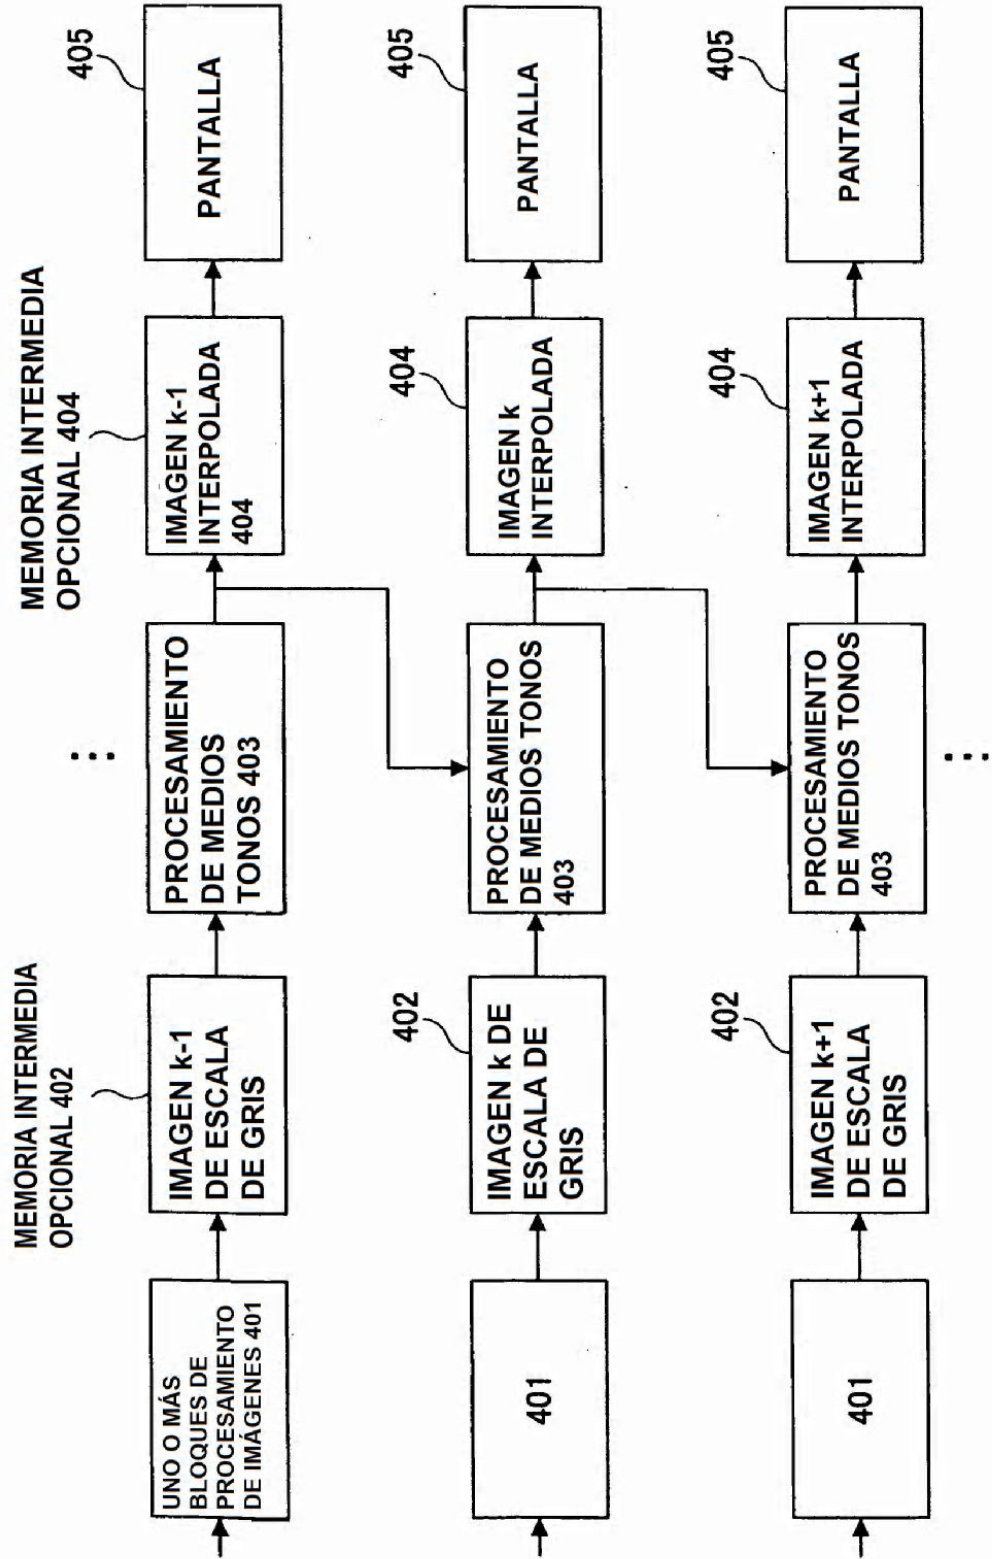 MEMORIA INTERMEDIA
OPCIONAL 402
MEMORIA INTERMEDIA
OPCIONAL 404
UNO O MÁS
BLOQUES DE
PROCESAMIENTO
DE IMÁGENES 401
IMAGEN k-1
DE ESCALA
DE GRIS
PROCESAMIENTO
DE MEDIOS
TONOS 403
IMAGEN k-1
INTERPOLADA
404
405
PANTALLA
401
402
IMAGEN k DE
ESCALA DE
GRIS
PROCESAMIENTO
DE MEDIOS TONOS
403
404
IMAGEN k
INTERPOLADA
405
PANTALLA
401
402
IMAGEN k+1
DE ESCALA
DE GRIS
PROCESAMIENTO
DE MEDIOS TONOS
403
404
IMAGEN k+1
INTERPOLADA
405
PANTALLA